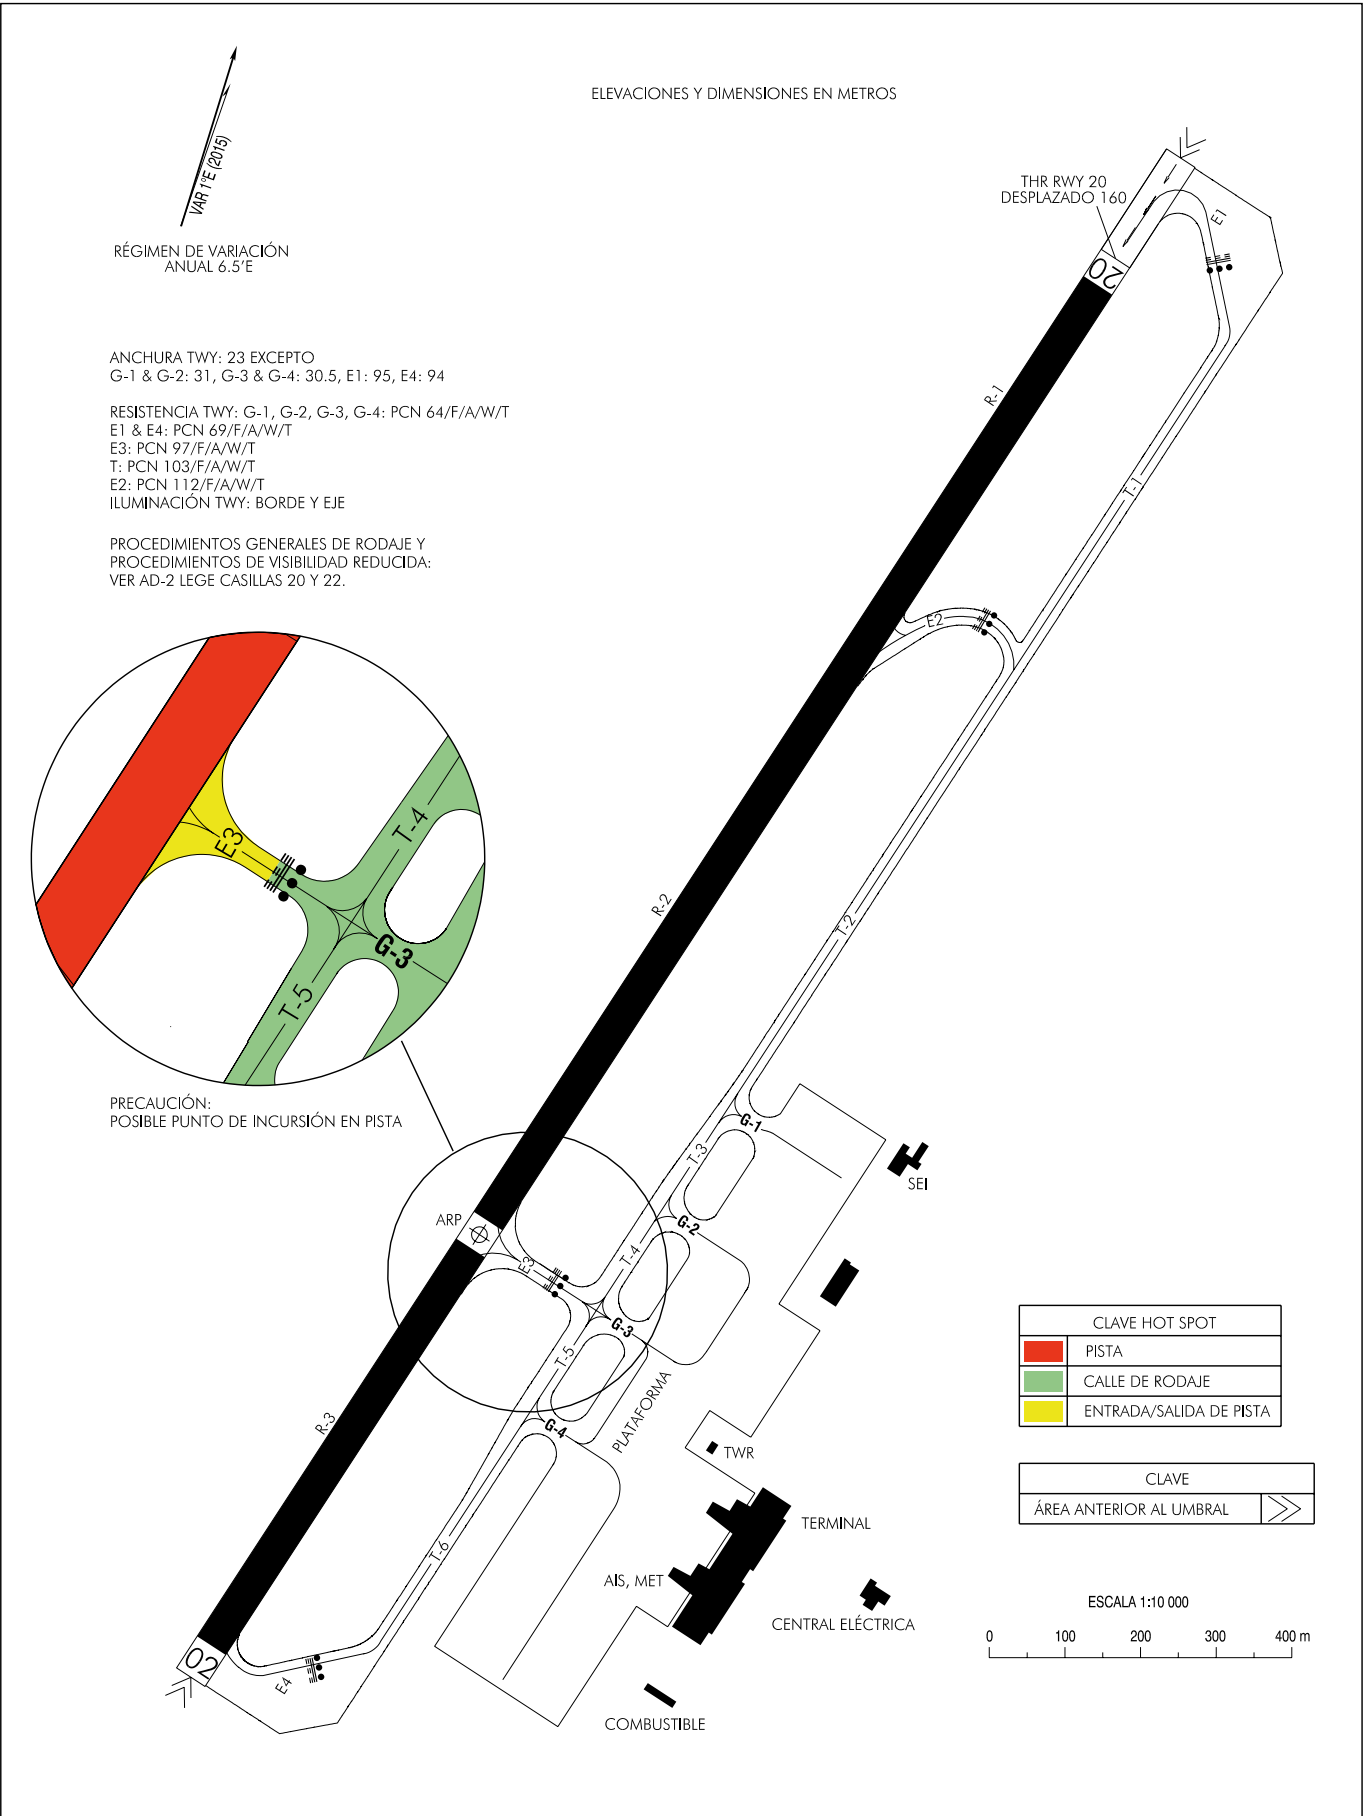 ELEVACIONES Y DIMENSIONES EN METROS
VAR 1°E (2015)
RÉGIMEN DE VARIACIÓN
ANUAL 6.5'E
THR RWY 20
DESPLAZADO 160
E1
20
ANCHURA TWY: 23 EXCEPTO
G-1 & G-2: 31, G-3 & G-4: 30.5, E1: 95, E4: 94
RESISTENCIA TWY: G-1, G-2, G-3, G-4: PCN 64/F/A/W/T
E1 & E4: PCN 69/F/A/W/T
E3: PCN 97/F/A/W/T
T: PCN 103/F/A/W/T
E2: PCN 112/F/A/W/T
ILUMINACIÓN TWY: BORDE Y EJE
PROCEDIMIENTOS GENERALES DE RODAJE Y
PROCEDIMIENTOS DE VISIBILIDAD REDUCIDA:
VER AD-2 LEGE CASILLAS 20 Y 22.
R-1
T-1
E2
E3
T-4
G-3
T-5
R-2
T-2
PRECAUCIÓN:
POSIBLE PUNTO DE INCURSIÓN EN PISTA
G-1
T-3
SEI
ARP
G-2
T-4
E3
G-3
T-5
PLATAFORMA
R-3
G-4
TWR
T-6
TERMINAL
AIS, MET
CENTRAL ELÉCTRICA
02
E4
COMBUSTIBLE
CLAVE HOT SPOT
PISTA
CALLE DE RODAJE
ENTRADA/SALIDA DE PISTA
CLAVE
ÁREA ANTERIOR AL UMBRAL
ESCALA 1:10 000
0 100 200 300 400 m